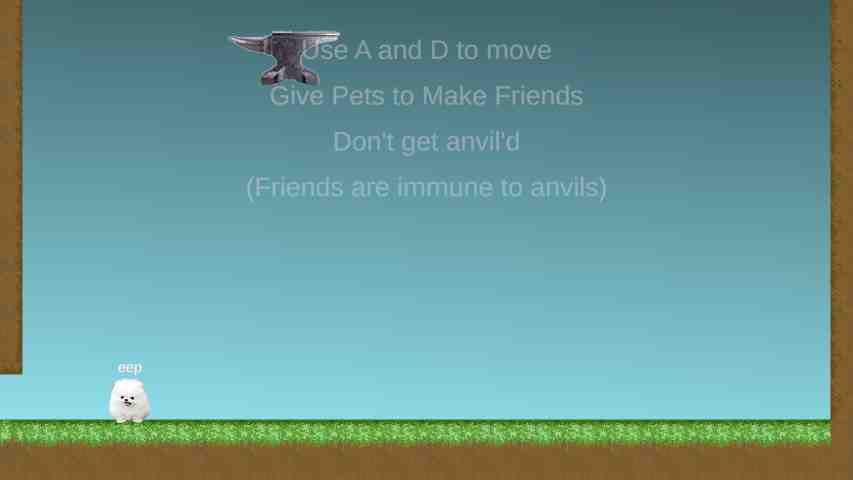 Use A and D to move
Give Pets to Make Friends
Don't get anvil'd
(Friends are immune to anvils)
eep